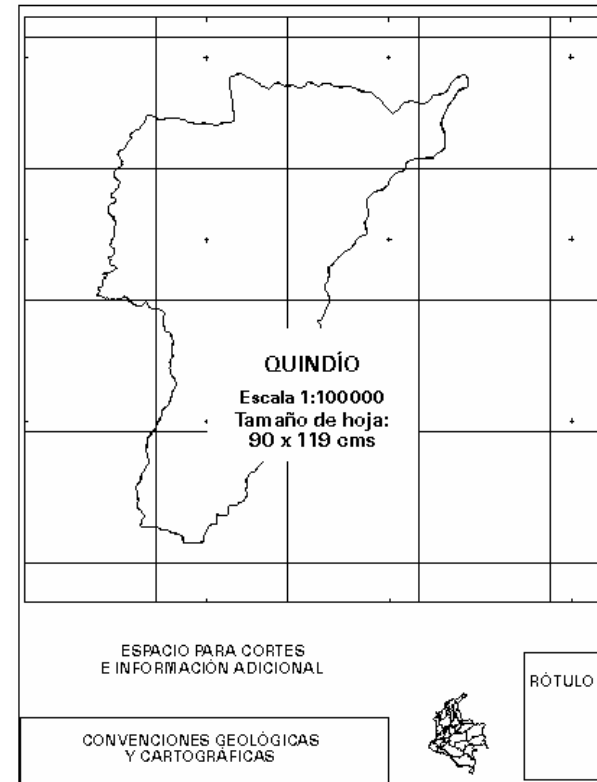 QUINDÍO
Escala 1:100000
Tamaño de hoja:
90 x 119 cms
ESPACIO PARA CORTES
E INFORMACIÓN ADICIONAL
RÓTULO
CONVENCIONES GEOLÓGICAS
Y CARTOGRÁFICAS